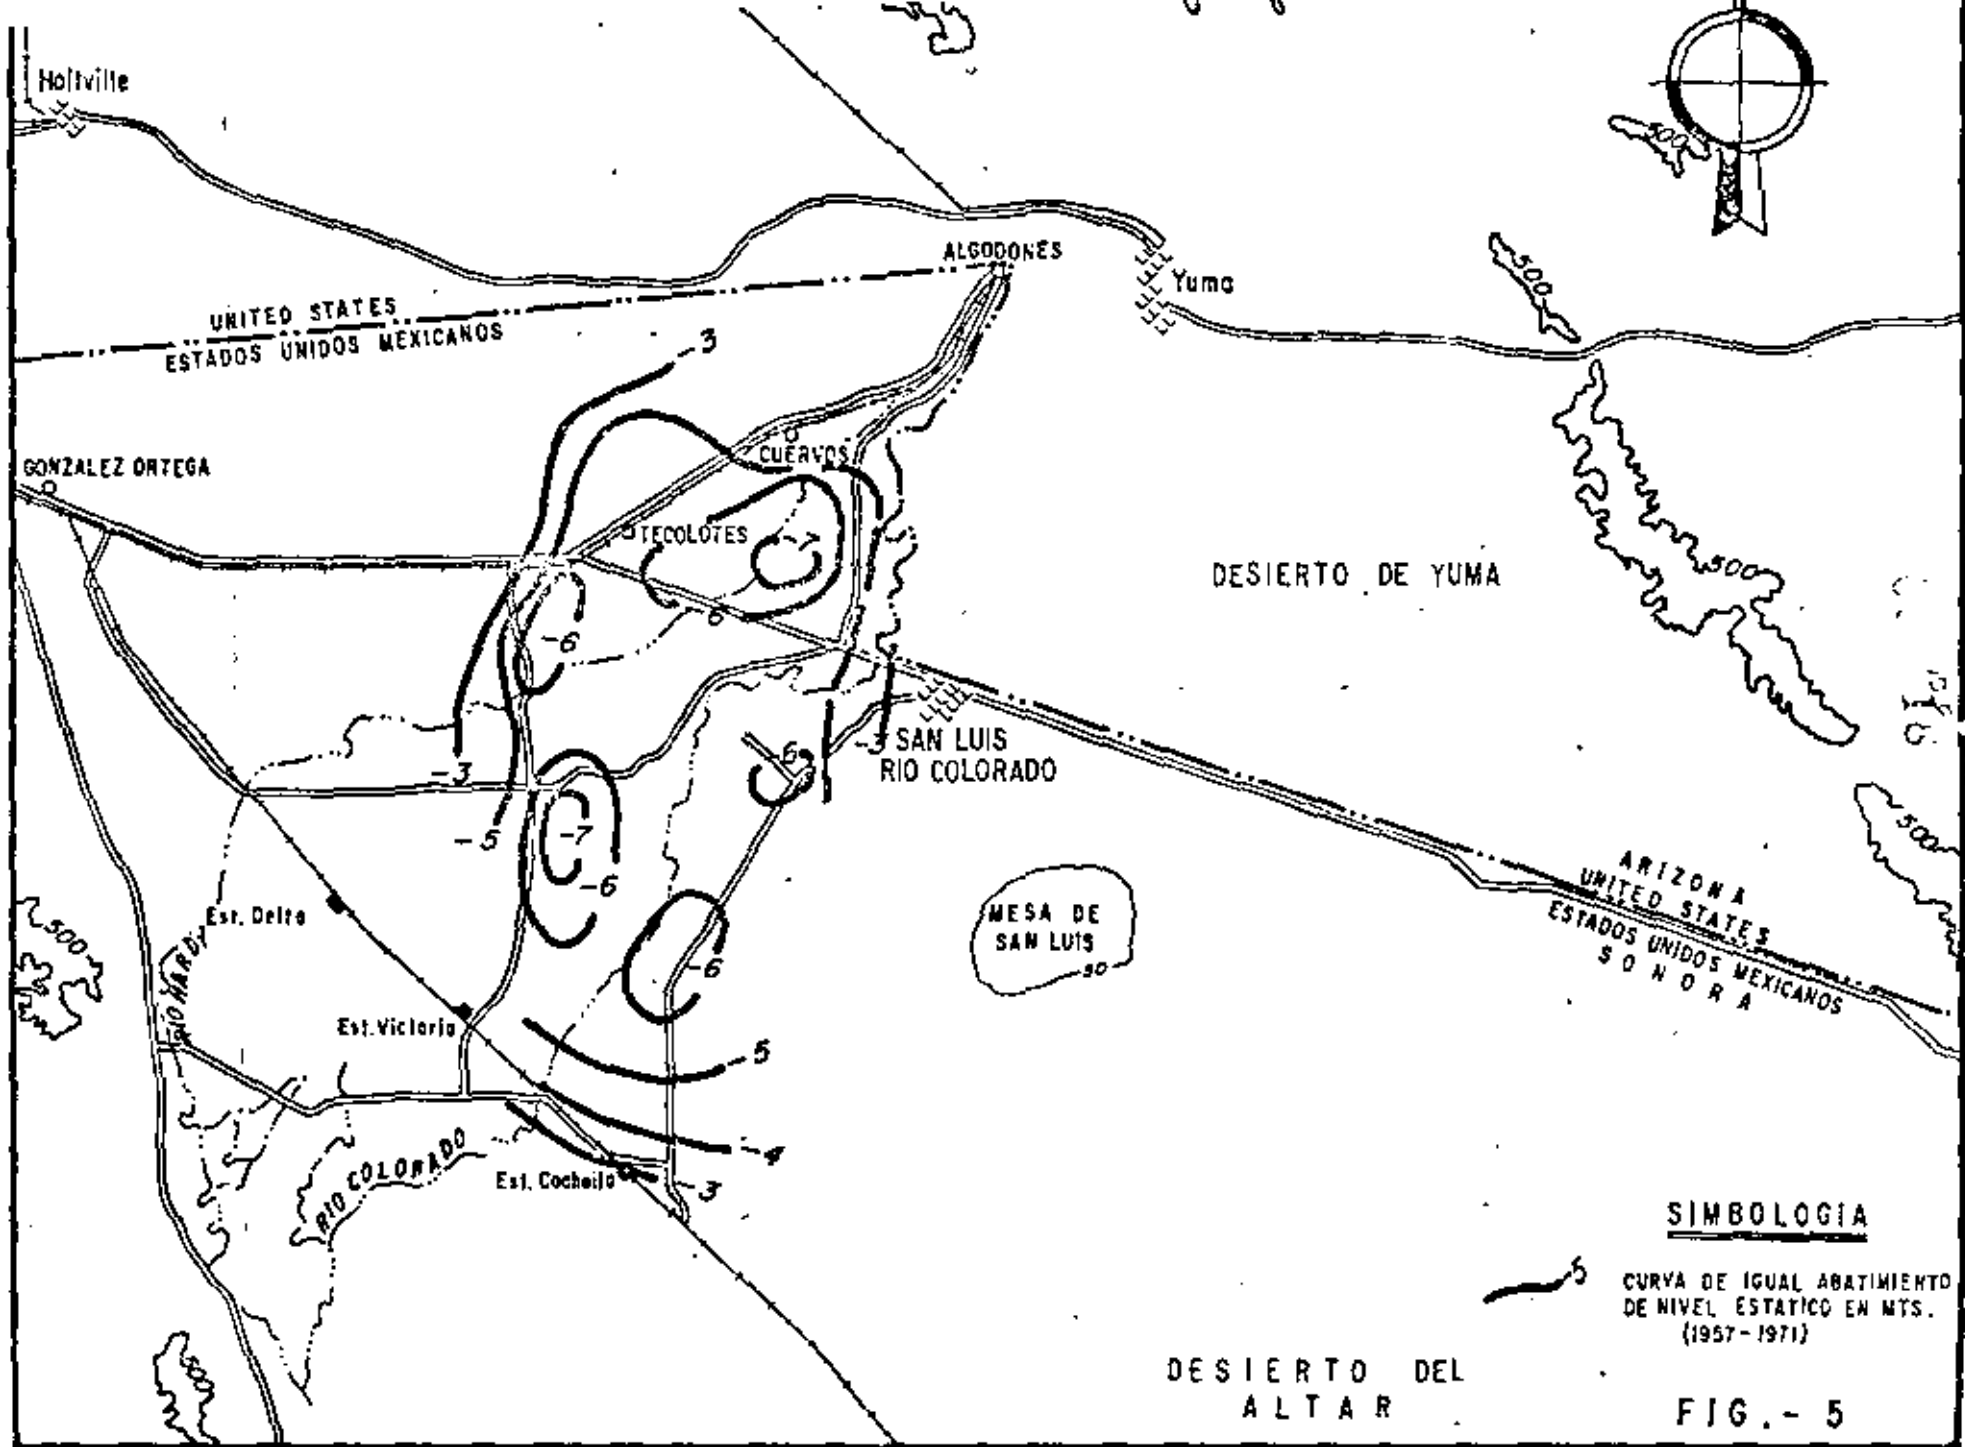 Holtville
500
ALGODONES
Yuma
500
UNITED STATES
ESTADOS UNIDOS MEXICANOS
-3
GONZALEZ ORTEGA
CUERVOS
TECOLOTES
-7
500
DESIERTO DE YUMA
-6
6
-3
-3
SAN LUIS
RIO COLORADO
6
-5
-7
-6
500
ARIZONA
UNITED STATES
ESTADOS UNIDOS MEXICANOS
SONORA
Est. Delta
MESA DE
SAN LUIS
50
500
RIO HARDY
-6
Est. Victoria
-5
-4
RIO COLORADO
Est.
-3
SIMBOLOGIA
5
CURVA DE IGUAL ABATIMIENTO
DE NIVEL ESTATICO EN MTS.
(1957-1971)
500
DESIERTO DEL
ALTAR
FIG.- 5